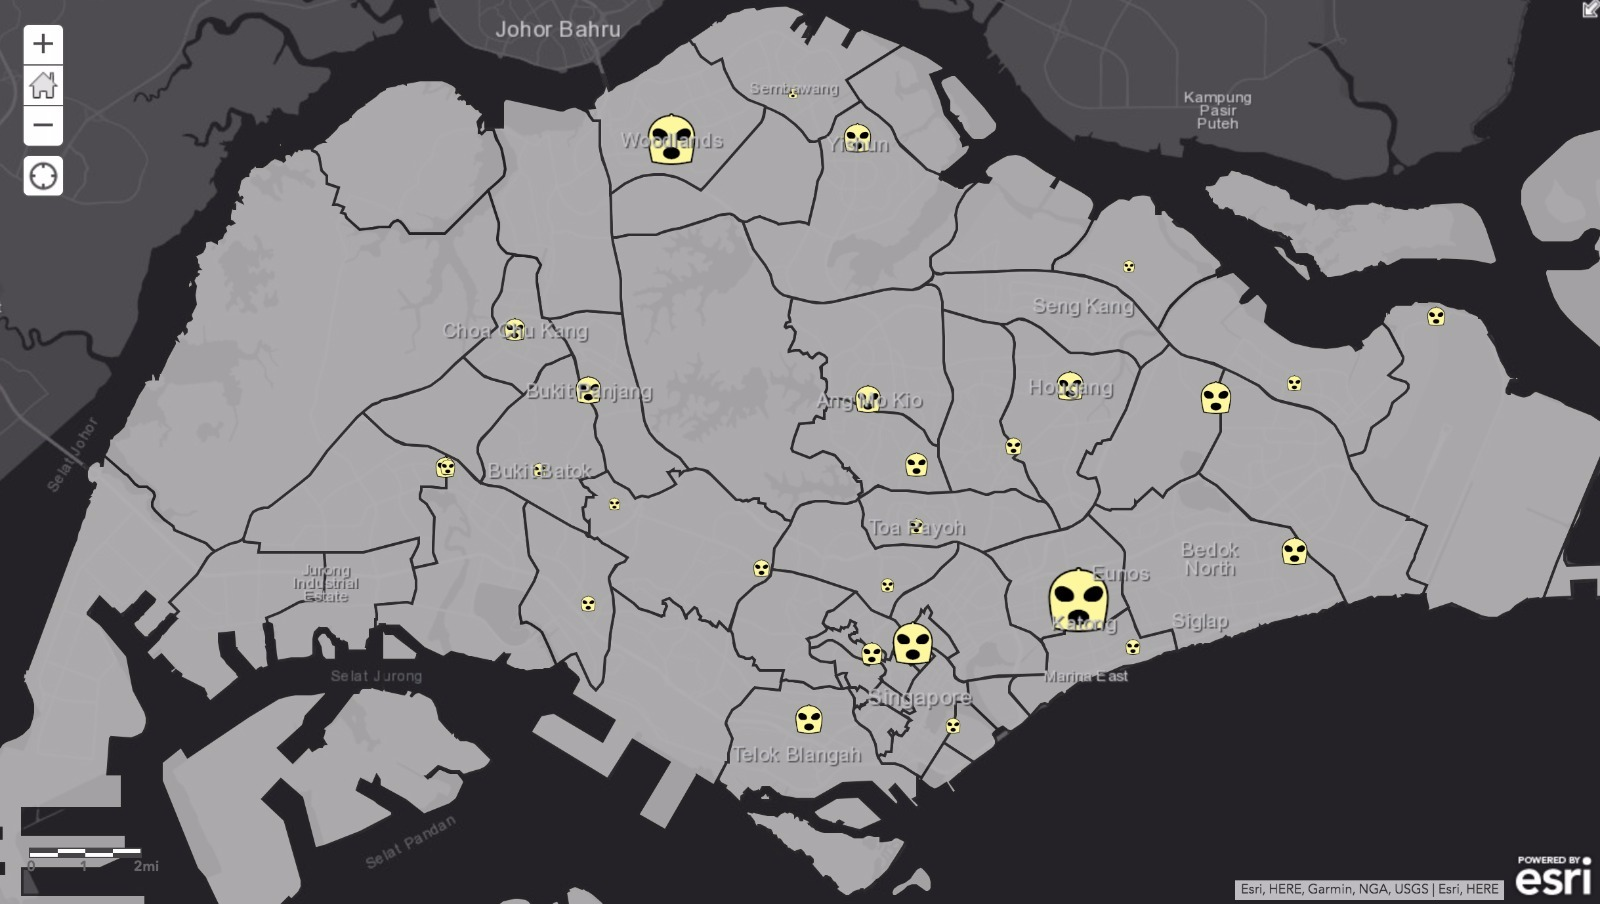 Johor Bahru
+
−
Sembawang
Kampung
Pasir
Puteh
Woodlands
Yishun
Seng Kang
Choa Chu Kang
Bukit Panjang
Ang Mo Kio
Hougang
Selat Johor
Bukit Batok
Toa Payoh
Bedok
North
Eunos
Jurong
Industrial
Estate
Katong
Siglap
Selat Jurong
Marina East
Singapore
Telok Blangah
Selat Pandan
0 1 2mi
POWERED BY
esri
Esri, HERE, Garmin, NGA, USGS | Esri, HERE